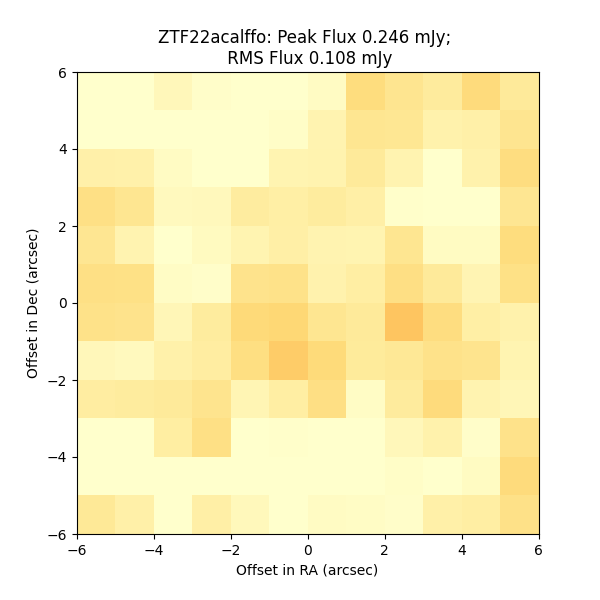 ZTF22acalffo: Peak Flux 0.246 mJy;
RMS Flux 0.108 mJy
6
4
2
0
−2
−4
−6
Offset in Dec (arcsec)
−6 −4 −2 0 2 4 6
Offset in RA (arcsec)